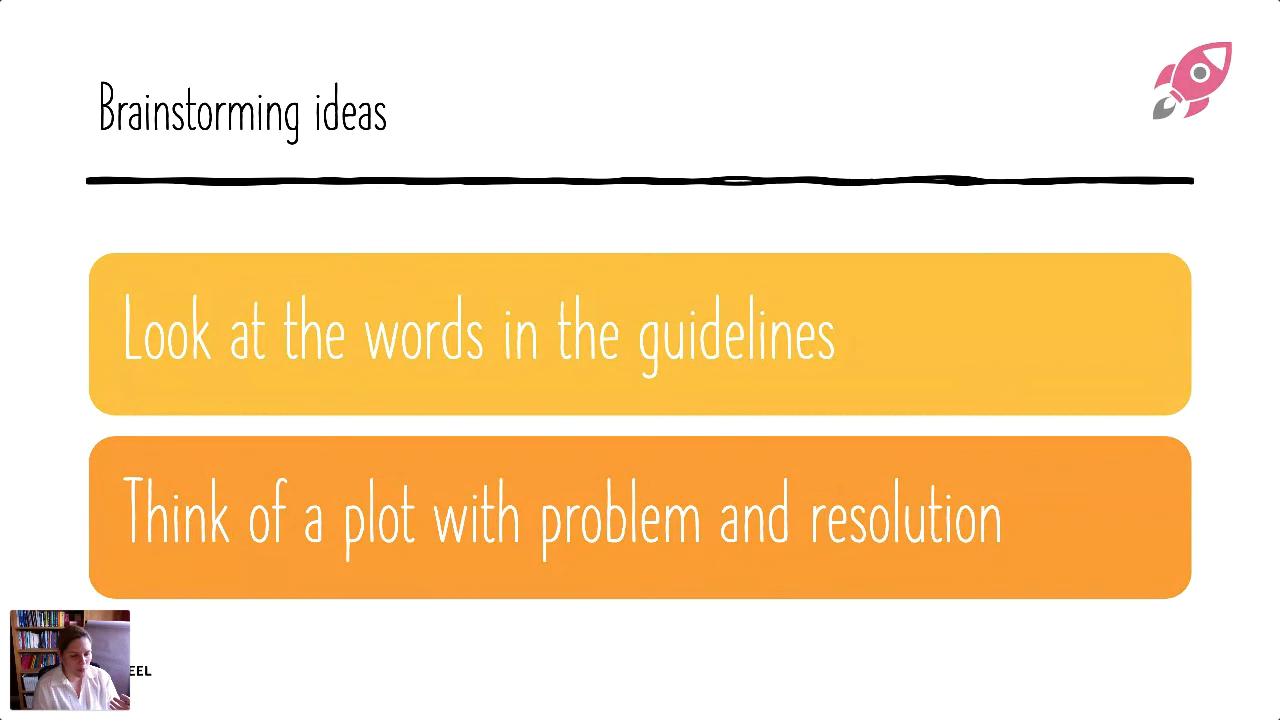 Brainstorming ideas
Look at the words in the guidelines
Think of a plot with problem and resolution